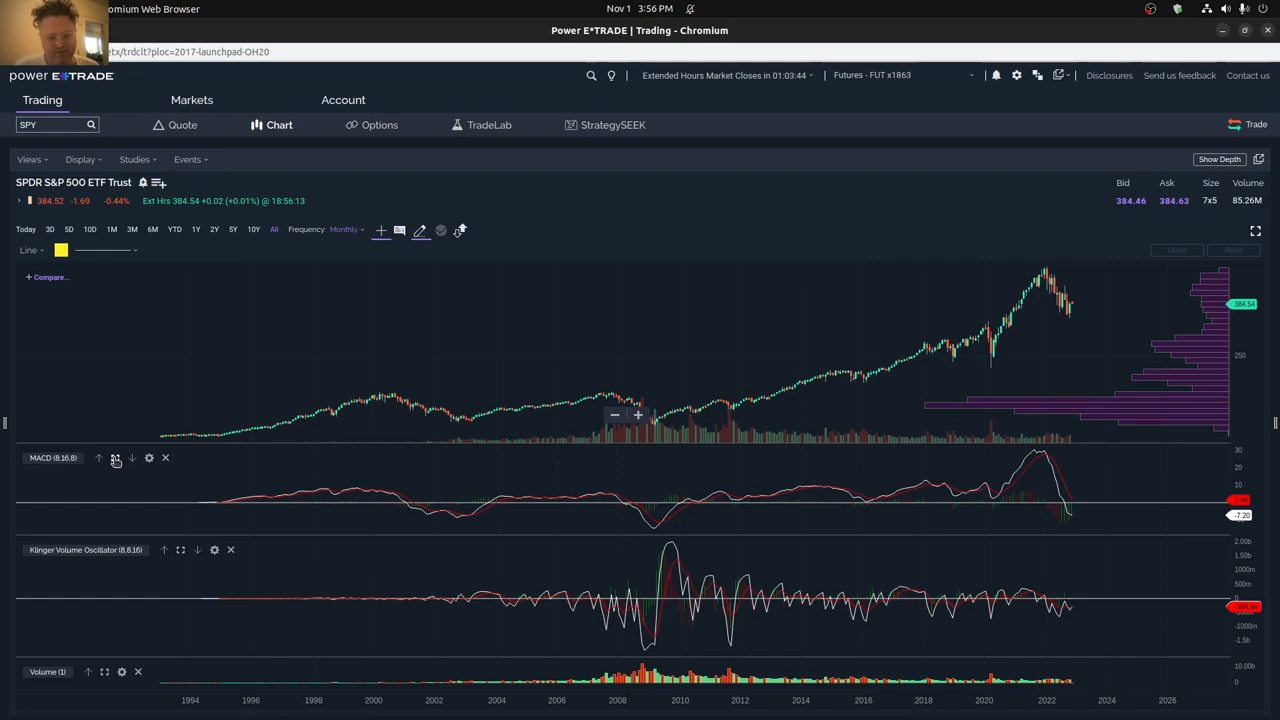 omium Web Browser
Nov 1 3:56 PM
Power E*TRADE | Trading - Chromium
etx/trdclt?ploc=2017-launchpad-OH20
power E*TRADE
Extended Hours Market Closes in 01:03:44
Futures - FUT x1863
Disclosures
Send us feedback
Contact us
Trading
Markets
Account
SPY
Quote
Chart
Options
TradeLab
StrategySEEK
Trade
Views
Display
Studies
Events
Show Depth
SPDR S&P 500 ETF Trust
Bid
Ask
Size
Volume
384.52 -1.69 -0.44% Ext Hrs 384.54 +0.02 (+0.01%) @ 18:56:13
384.46
384.63
7x5
85.26M
Today 3D 5D 10D 1M 3M 6M YTD 1Y 2Y 5Y 10Y All Frequency: Monthly
Line
Undo
Redo
+ Compare...
384.54
250
MACD (8,16,8)
30
20
10
-7.20
Klinger Volume Oscillator (8,8,16)
2.00b
1.50b
1000m
500m
0
-1000m
-1.5b
Volume (1)
10.00b
0
1994 1996 1998 2000 2002 2004 2006 2008 2010 2012 2014 2016 2018 2020 2022 2024 2026